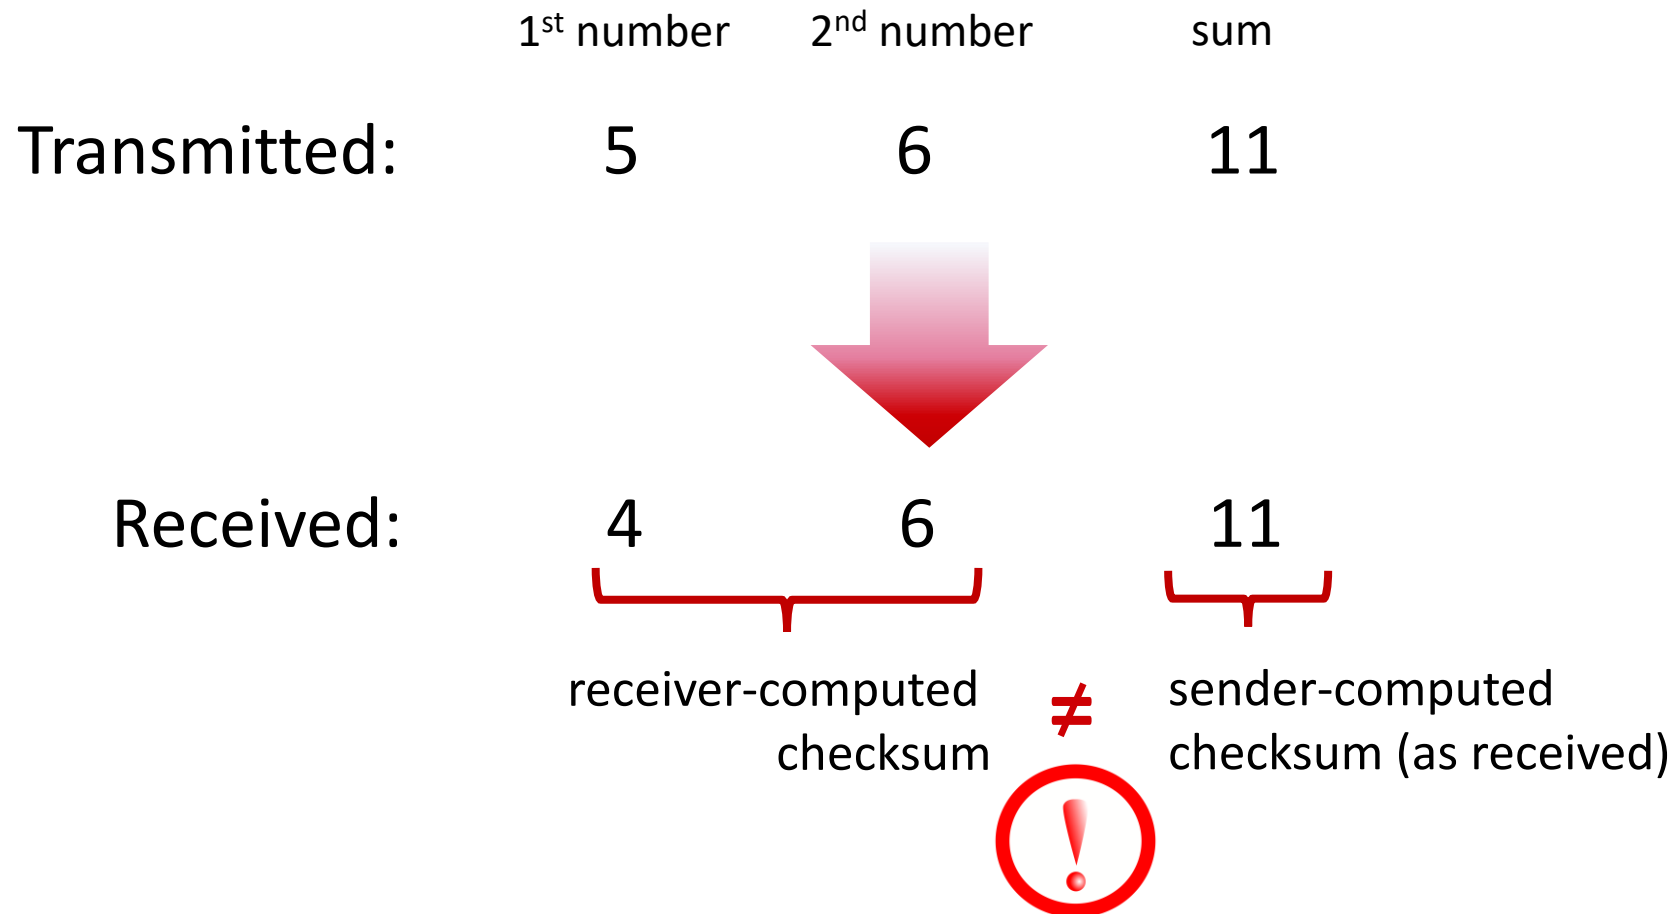 1st number 2nd number sum
Transmitted: 5 6 11
Received: 4 6 11
receiver-computed ≠ sender-computed
checksum checksum (as received)
!